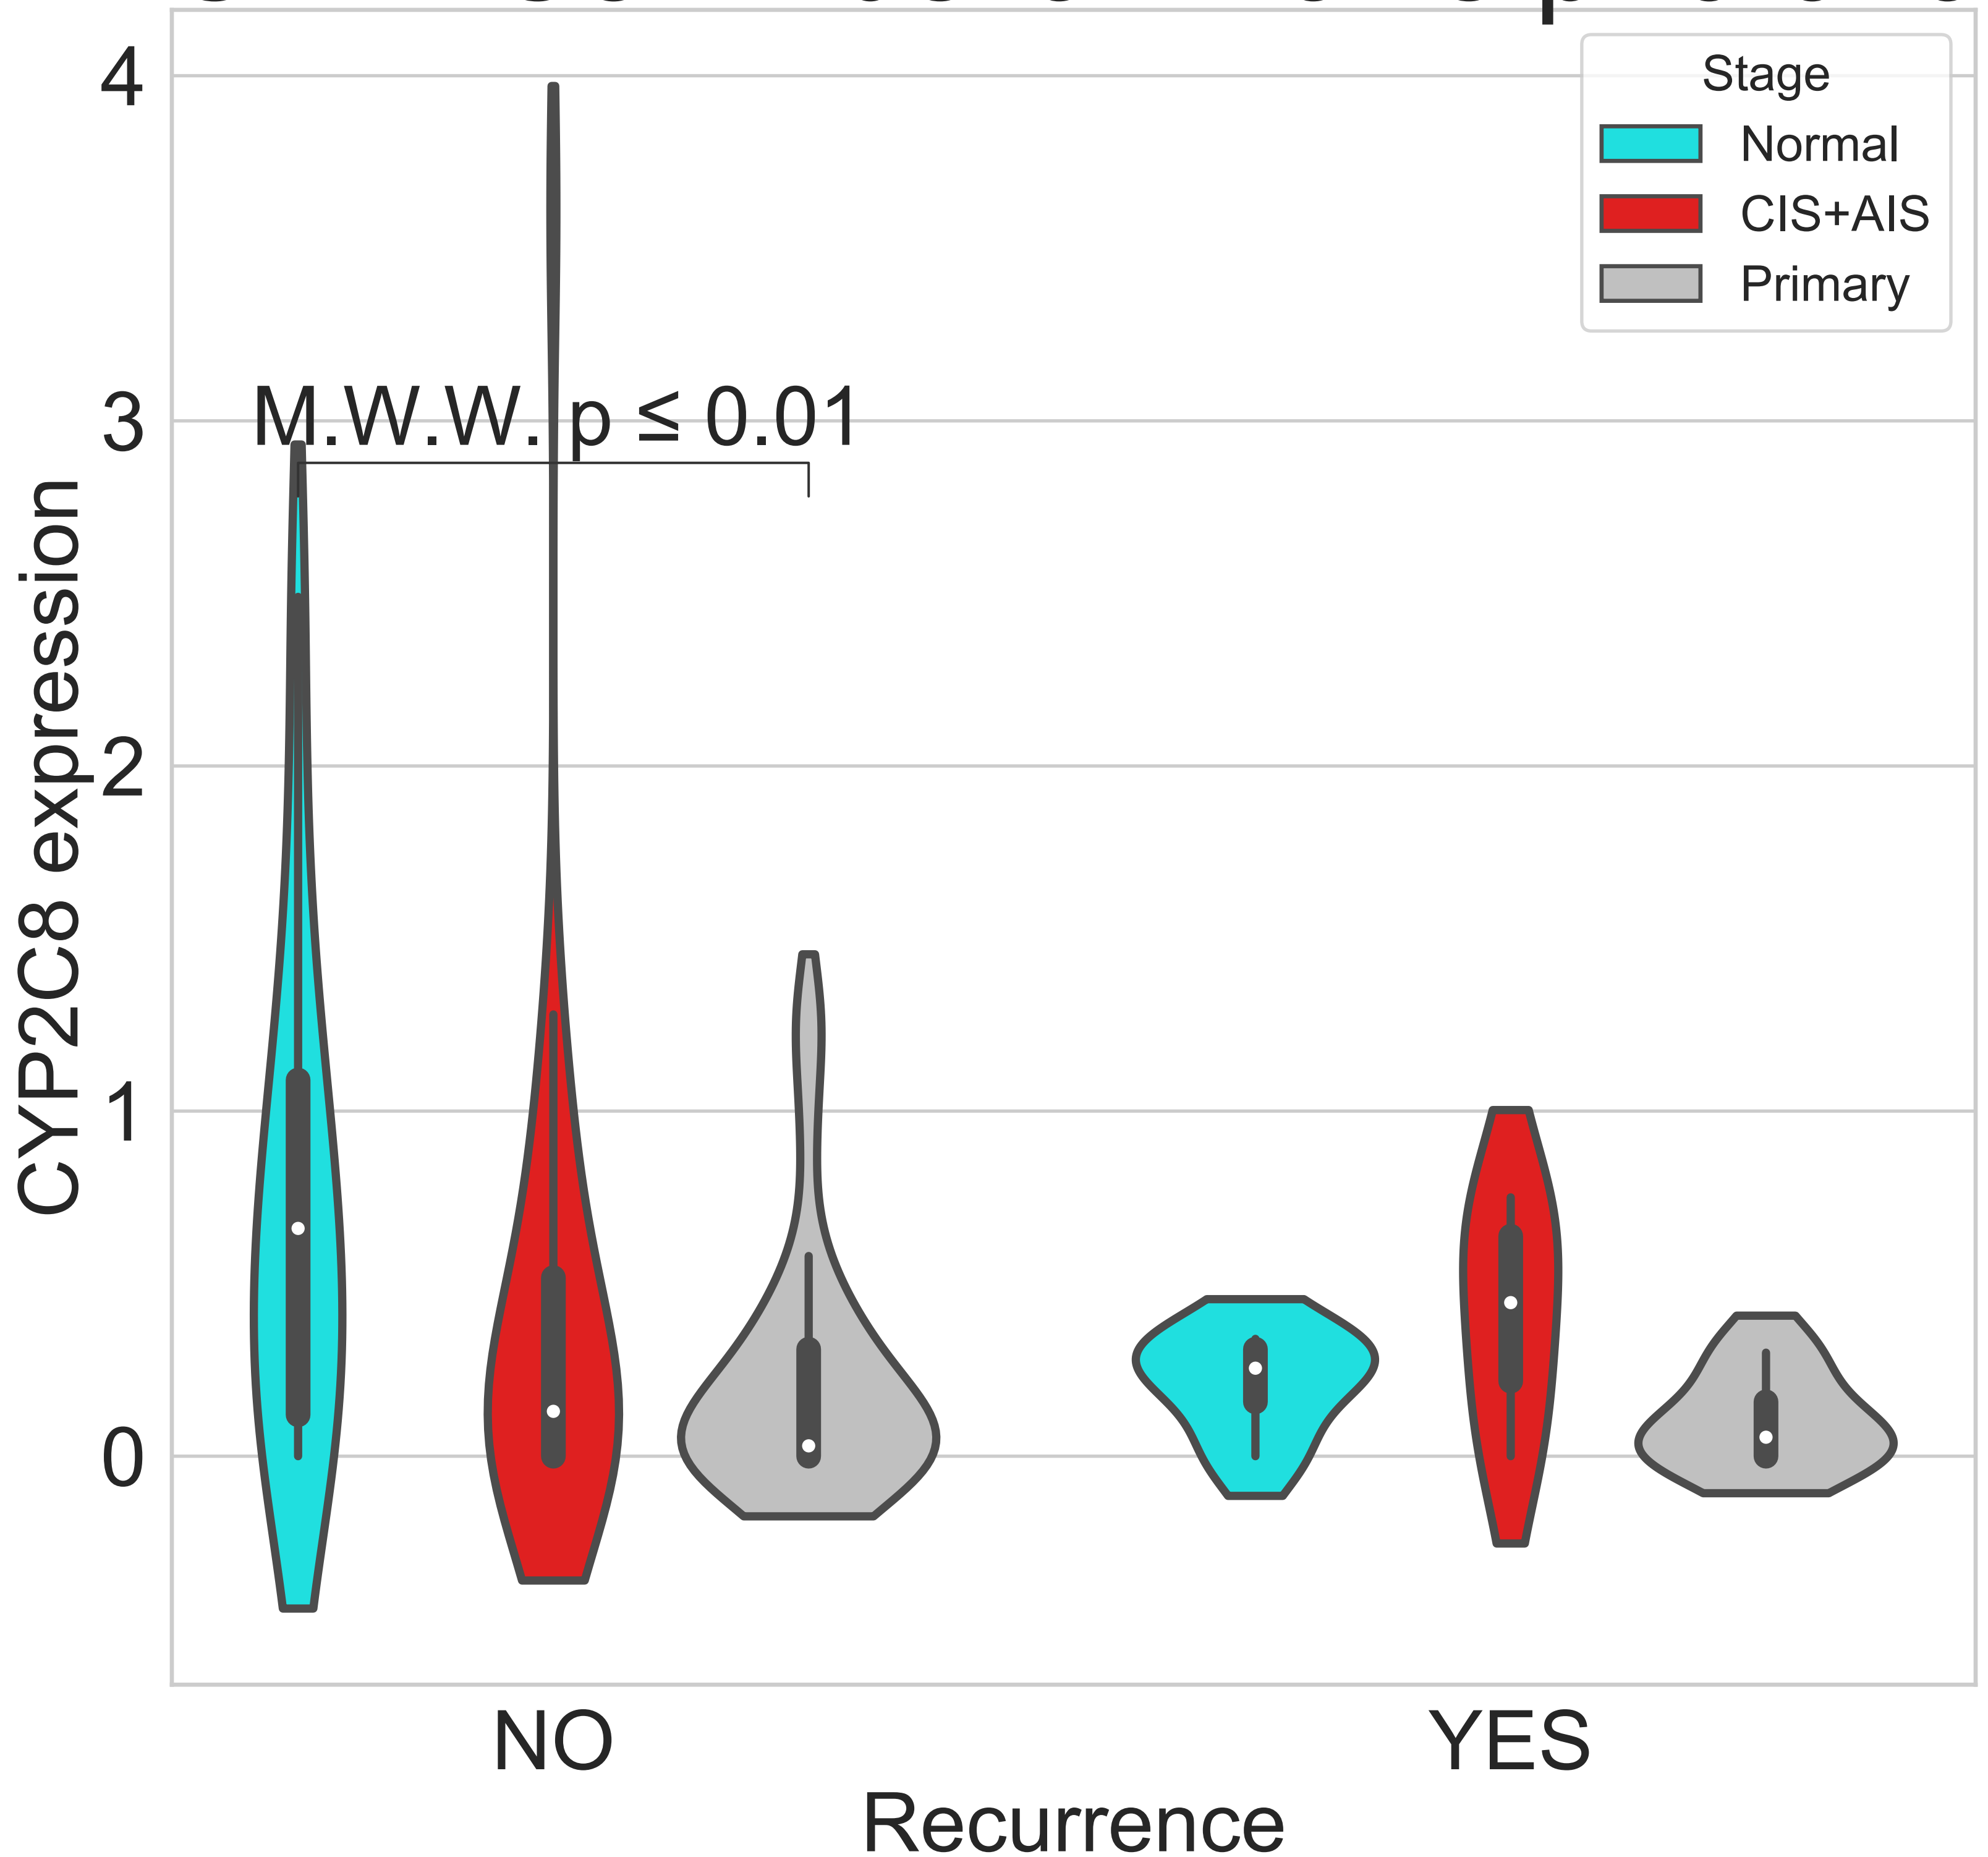 Stage
Normal
CIS+AIS
Primary
M.W.W. p ≤ 0.01
4
3
2
1
0
CYP2C8 expression
NO
YES
Recurrence